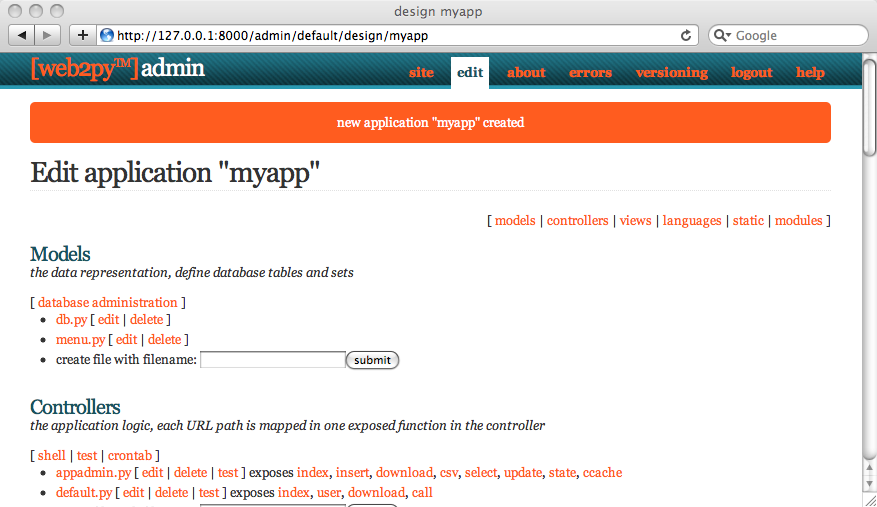 design myapp
http://127.0.0.1:8000/admin/default/design/myapp
Google
[web2py™]admin
site edit about errors versioning logout help
new application "myapp" created
Edit application "myapp"
[ models | controllers | views | languages | static | modules ]
Models
the data representation, define database tables and sets
[ database administration ]
db.py [ edit | delete ]
menu.py [ edit | delete ]
create file with filename: submit
Controllers
the application logic, each URL path is mapped in one exposed function in the controller
[ shell | test | crontab ]
appadmin.py [ edit | delete | test ] exposes index, insert, download, csv, select, update, state, ccache
default.py [ edit | delete | test ] exposes index, user, download, call